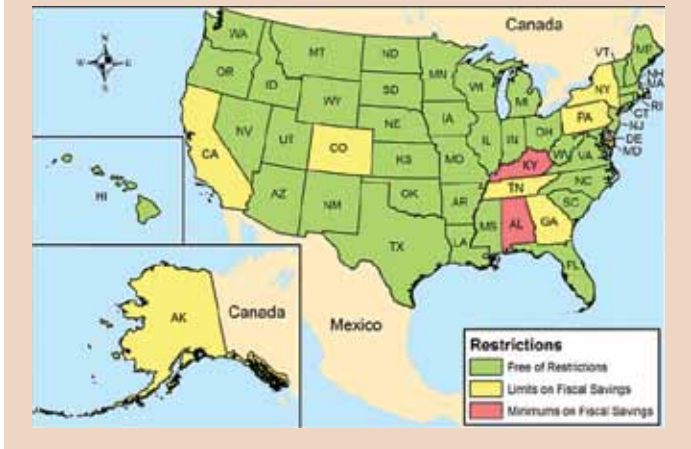 Canada
N
W
E
S
WA
MT
ND
MN
VT
ME
OR
ID
SD
WI
MI
NY
NH
MA
WY
RI
CT
IA
PA
NJ
NE
NV
IL
IN
OH
DE
MD
UT
CO
WV
VA
CA
KS
MO
KY
HI
TN
NC
AZ
NM
OK
AR
SC
MS
AL
GA
TX
LA
FL
AK
Canada
Mexico
Restrictions
Free of Restrictions
Limits on Fiscal Savings
Minimums on Fiscal Savings